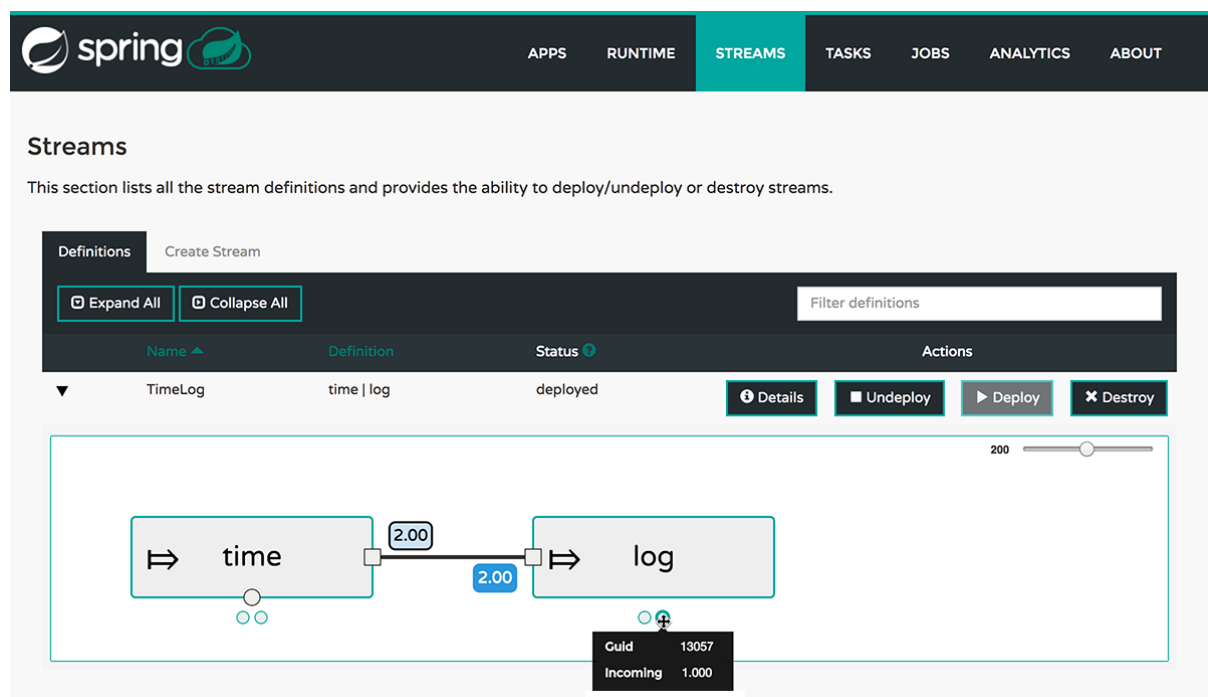 spring
APPS RUNTIME STREAMS TASKS JOBS ANALYTICS ABOUT
Streams
This section lists all the stream definitions and provides the ability to deploy/undeploy or destroy streams.
Definitions Create Stream
Expand All Collapse All Filter definitions
Name Definition Status Actions
TimeLog time | log deployed Details Undeploy Deploy Destroy
200
2.00
time log
2.00
Guid 13057
Incoming 1.000